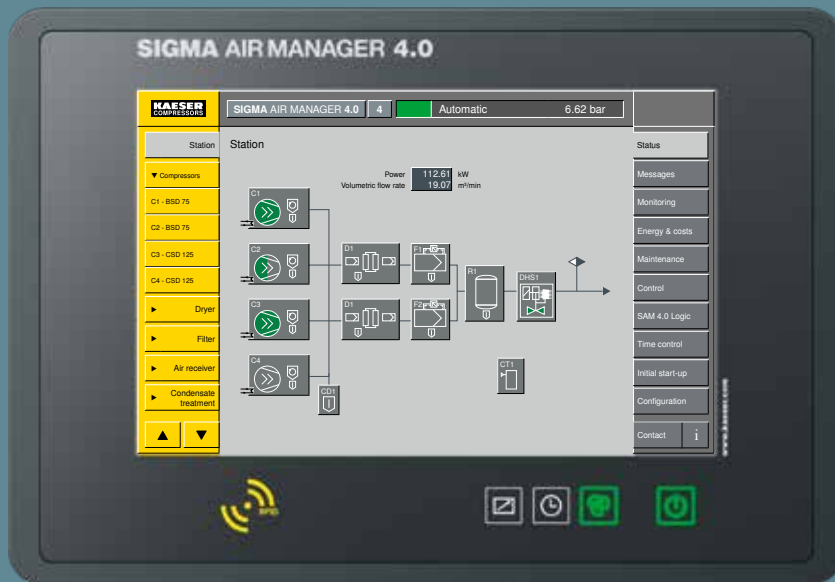 SIGMA AIR MANAGER 4.0
KAESER
COMPRESSORS
SIGMA AIR MANAGER 4.0 4 Automatic 6.62 bar
Station
▼ Compressors
C1 - BSD 75
C2 - BSD 75
C3 - CSD 125
C4 - CSD 125
Dryer
Filter
Air receiver
Condensate
treatment
Station
Power 112.61 kW
Volumetric flow rate 19.07 m³/min
C1
C2 D1 F1
R1 DHS1
C3 D1 F2
C4 CT1
CD1
Status
Messages
Monitoring
Energy & costs
Maintenance
Control
SAM 4.0 Logic
Time control
Initial start-up
Configuration
Contact i
www.kaeser.com
RFID